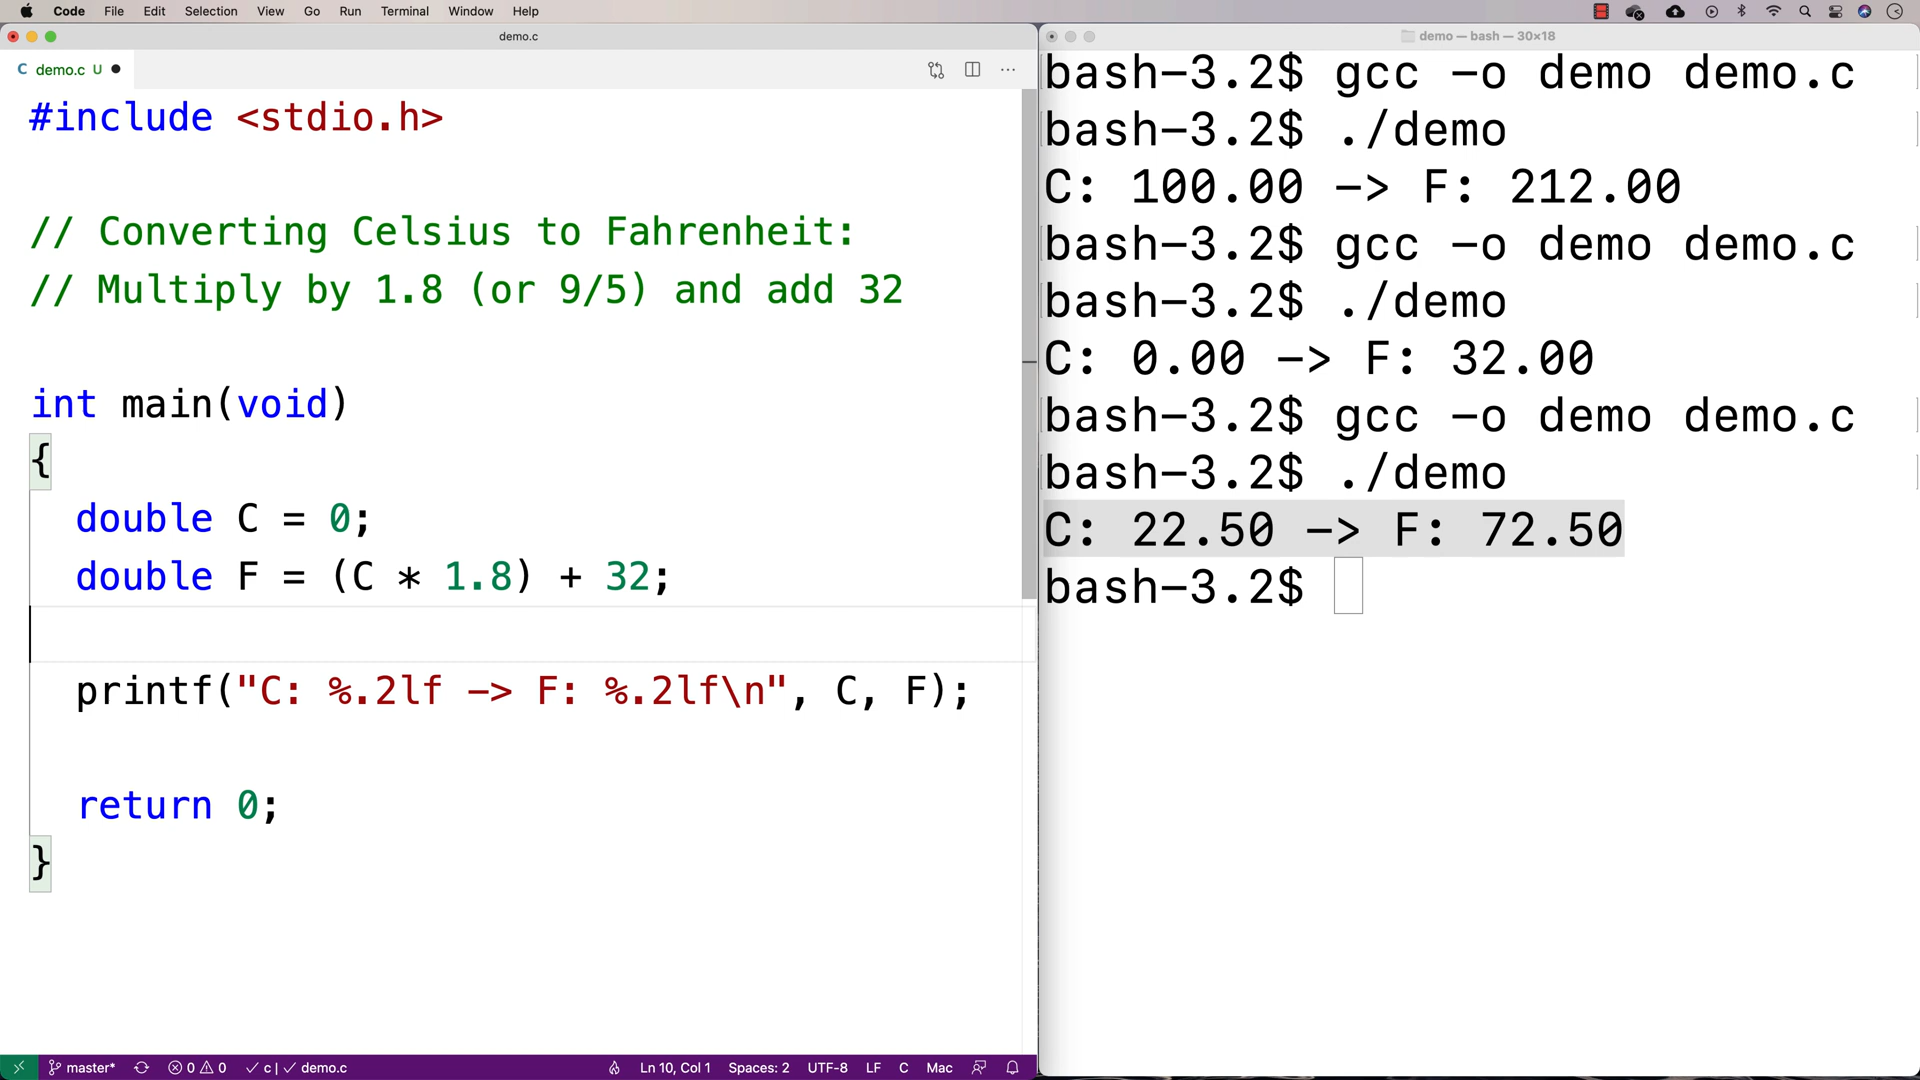 Code File Edit Selection View Go Run Terminal Window Help
demo.c
C demo.c U
#include <stdio.h>
// Converting Celsius to Fahrenheit:
// Multiply by 1.8 (or 9/5) and add 32
int main(void)
{
double C = 0;
double F = (C * 1.8) + 32;
printf("C: %.2lf -> F: %.2lf\n", C, F);
return 0;
}
master* 0 0 c | demo.c Ln 10, Col 1 Spaces: 2 UTF-8 LF C Mac
demo — bash — 30×18
bash-3.2$ gcc -o demo demo.c
bash-3.2$ ./demo
C: 100.00 -> F: 212.00
bash-3.2$ gcc -o demo demo.c
bash-3.2$ ./demo
C: 0.00 -> F: 32.00
bash-3.2$ gcc -o demo demo.c
bash-3.2$ ./demo
C: 22.50 -> F: 72.50
bash-3.2$